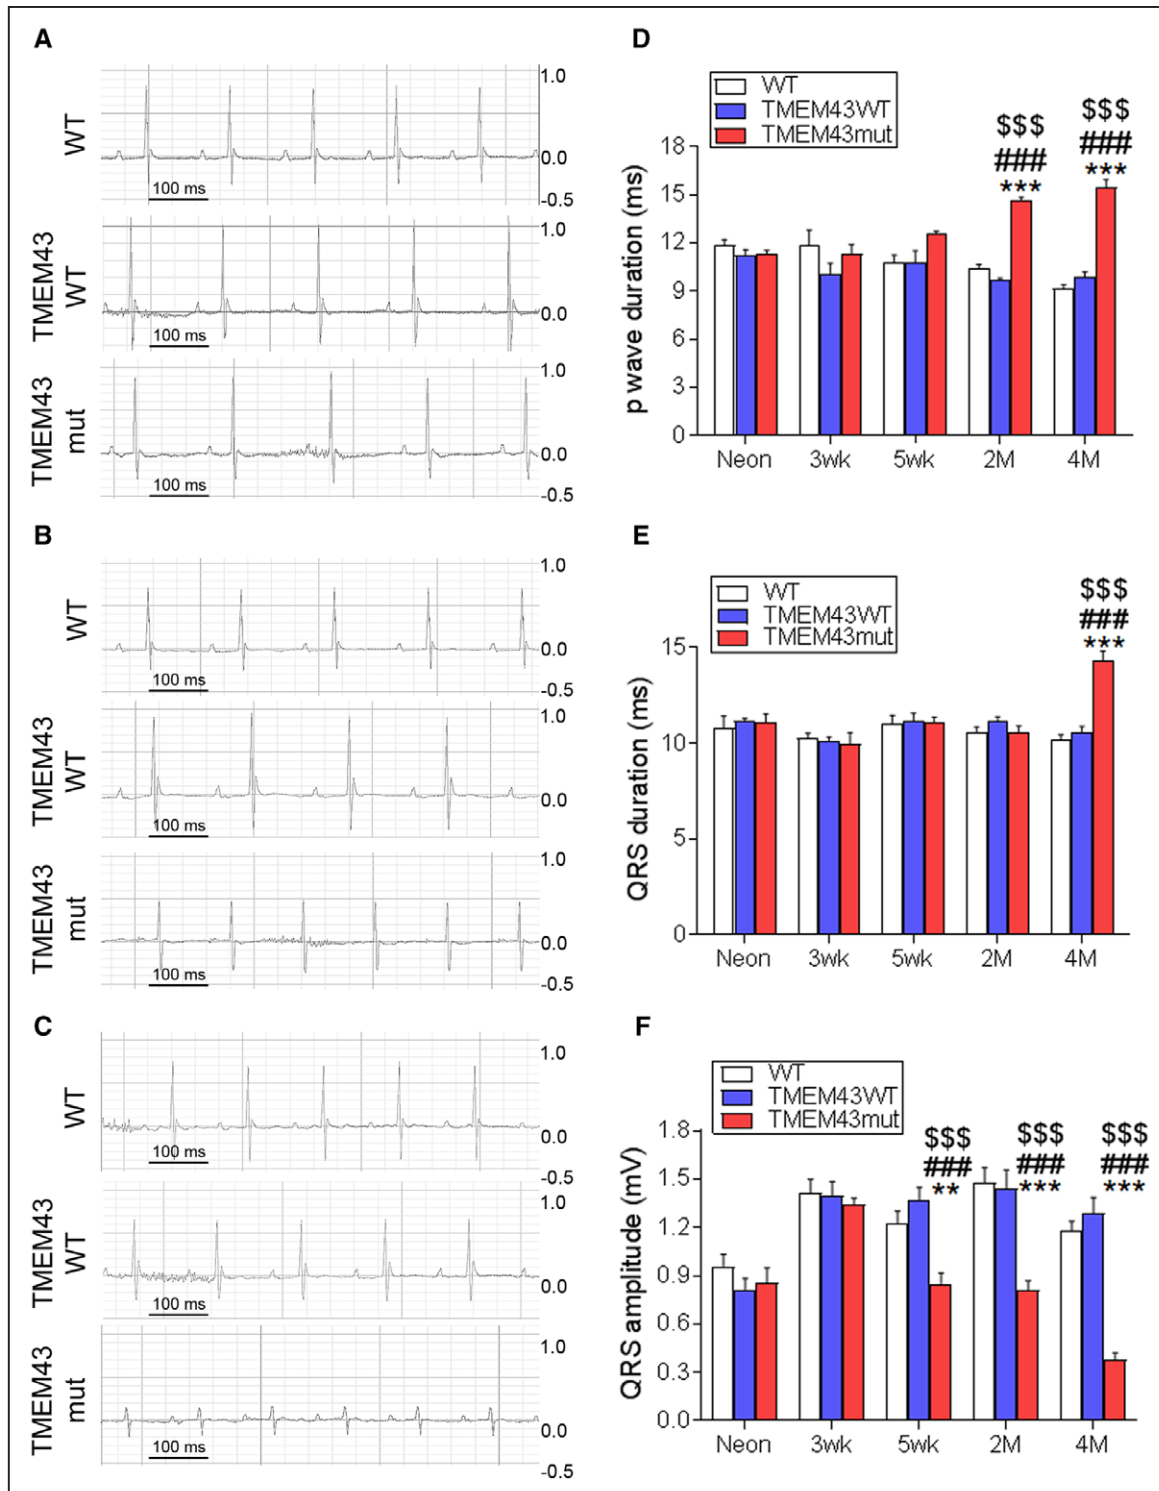 A
WT
1.0
0.0
-0.5
100 ms
TMEM43
WT
1.0
0.0
100 ms
TMEM43
mut
1.0
0.0
-0.5
100 ms
B
WT
1.0
0.0
-0.5
100 ms
TMEM43
WT
1.0
0.0
100 ms
TMEM43
mut
1.0
0.0
-0.5
100 ms
C
WT
1.0
0.0
-0.5
100 ms
TMEM43
WT
1.0
0.0
100 ms
TMEM43
mut
1.0
0.0
-0.5
100 ms
D
WT
TMEM43WT
TMEM43mut
$$$
###
***
$$$
###
***
p wave duration (ms)
18
15
12
9
6
3
0
Neon 3wk 5wk 2M 4M
E
WT
TMEM43WT
TMEM43mut
$$$
###
***
QRS duration (ms)
15
10
5
0
Neon 3wk 5wk 2M 4M
F
WT
TMEM43WT
TMEM43mut
$$$
###
**
$$$
###
***
$$$
###
***
QRS amplitude (mV)
1.8
1.5
1.2
0.9
0.6
0.3
0.0
Neon 3wk 5wk 2M 4M